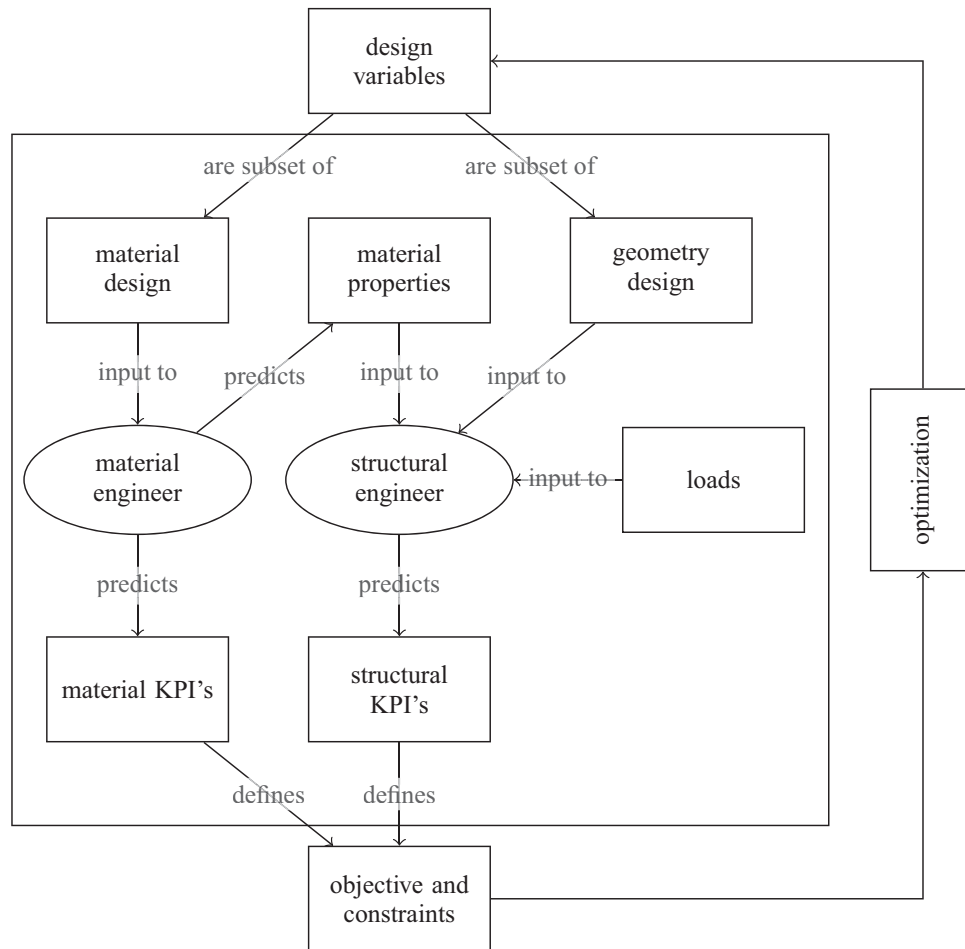 design
variables
are subset of
are subset of
material
design
material
properties
geometry
design
input to
predicts
input to
input to
material
engineer
structural
engineer
input to
loads
optimization
predicts
predicts
material KPI's
structural
KPI's
defines
defines
objective and
constraints